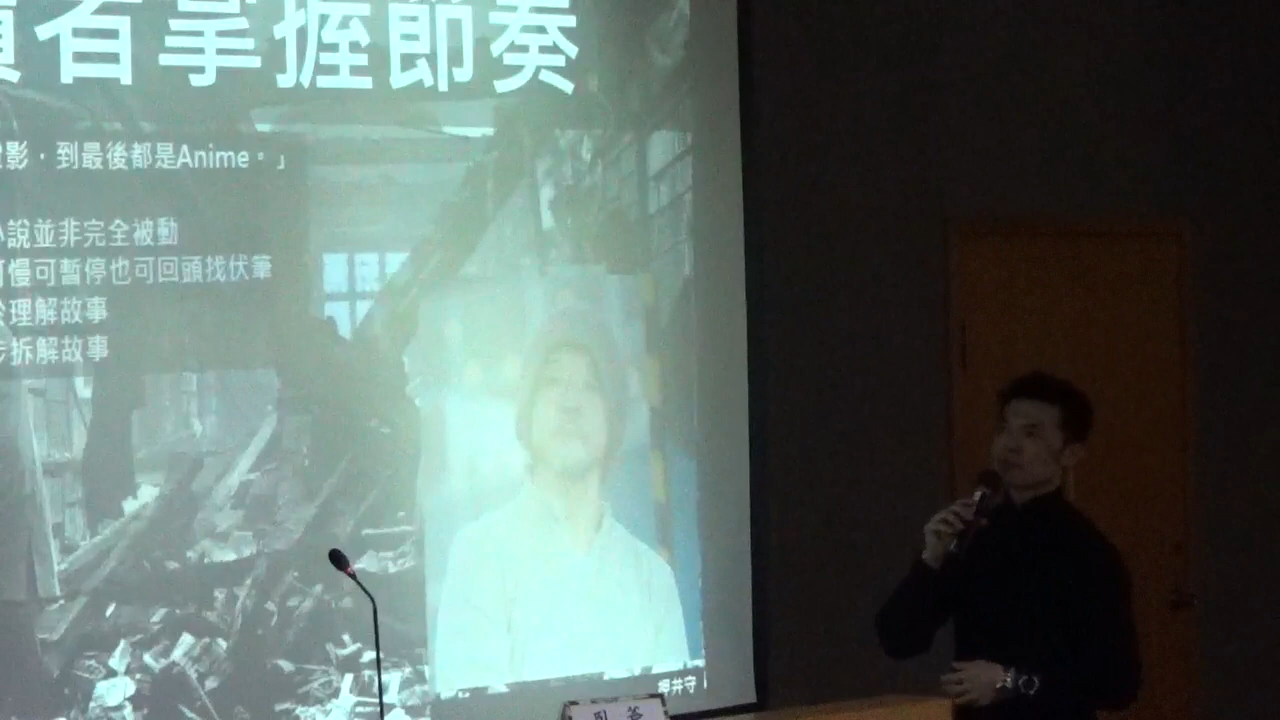 者掌握節奏
影，到最後都是Anime。」
說並非完全被動
慢可暫停也可回頭找伏筆
理解故事
拆解故事
押井守